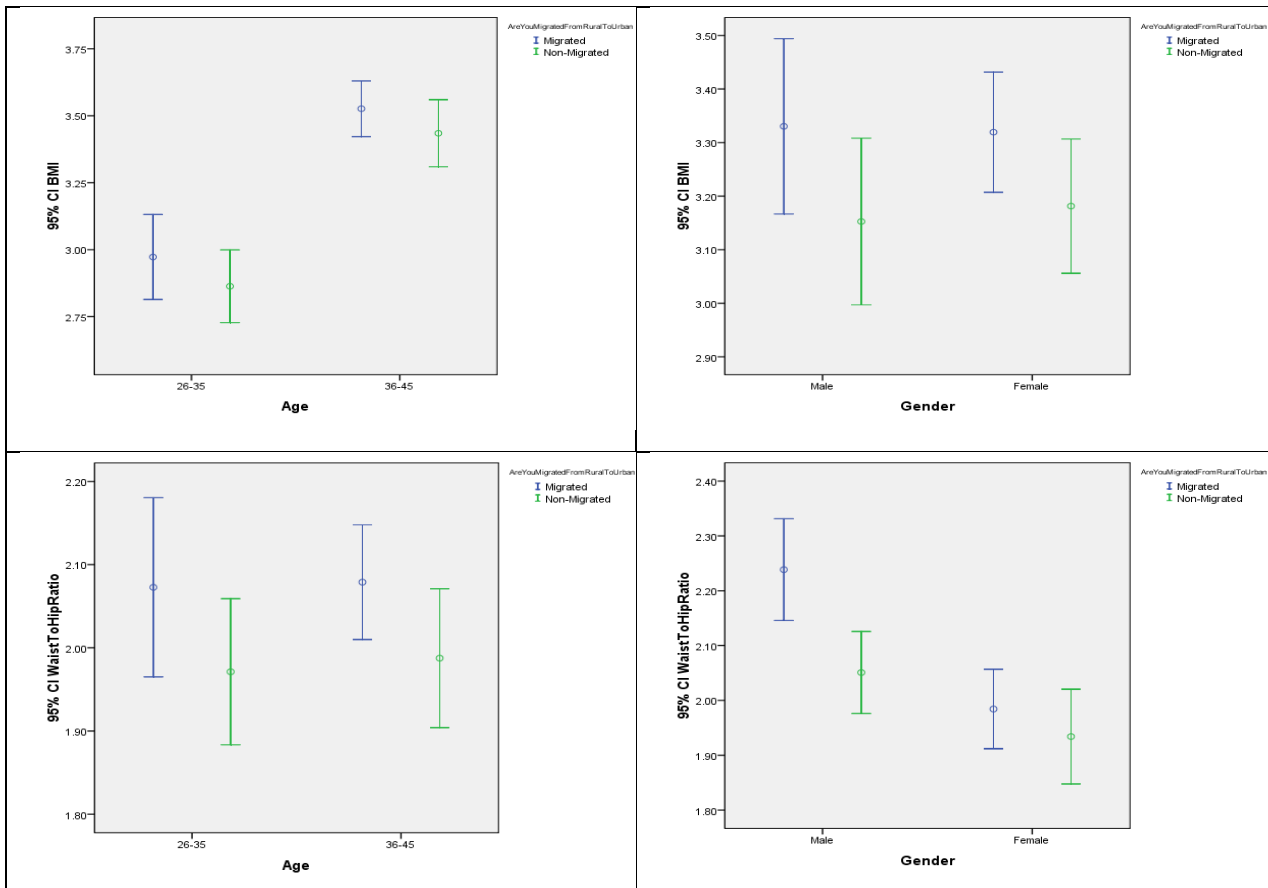 AreYouMigratedFromRuralToUrban
Migrated
Non-Migrated
3.75
3.50
3.25
3.00
2.75
95% CI BMI
26-35
36-45
Age
AreYouMigratedFromRuralToUrban
Migrated
Non-Migrated
3.50
3.40
3.30
3.20
3.10
3.00
2.90
95% CI BMI
Male
Female
Gender
AreYouMigratedFromRuralToUrban
Migrated
Non-Migrated
2.20
2.10
2.00
1.90
1.80
95% CI WaistToHipRatio
26-35
36-45
Age
AreYouMigratedFromRuralToUrban
Migrated
Non-Migrated
2.40
2.30
2.20
2.10
2.00
1.90
1.80
95% CI WaistToHipRatio
Male
Female
Gender